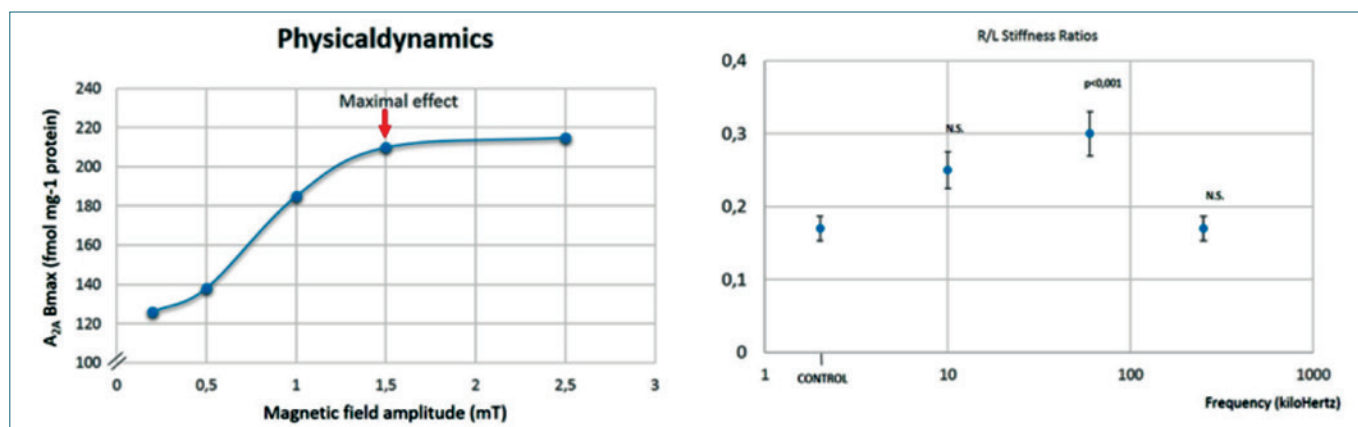 Physicaldynamics
A2A Bmax (fmol mg-1 protein)
240
220
200
180
160
140
120
100
Maximal effect
0 0,5 1 1,5 2 2,5 3
Magnetic field amplitude (mT)
R/L Stiffness Ratios
0,4
0,3
0,2
0,1
0
N.S.
p<0,001
N.S.
1 CONTROL 10 100 1000
Frequency (kiloHertz)